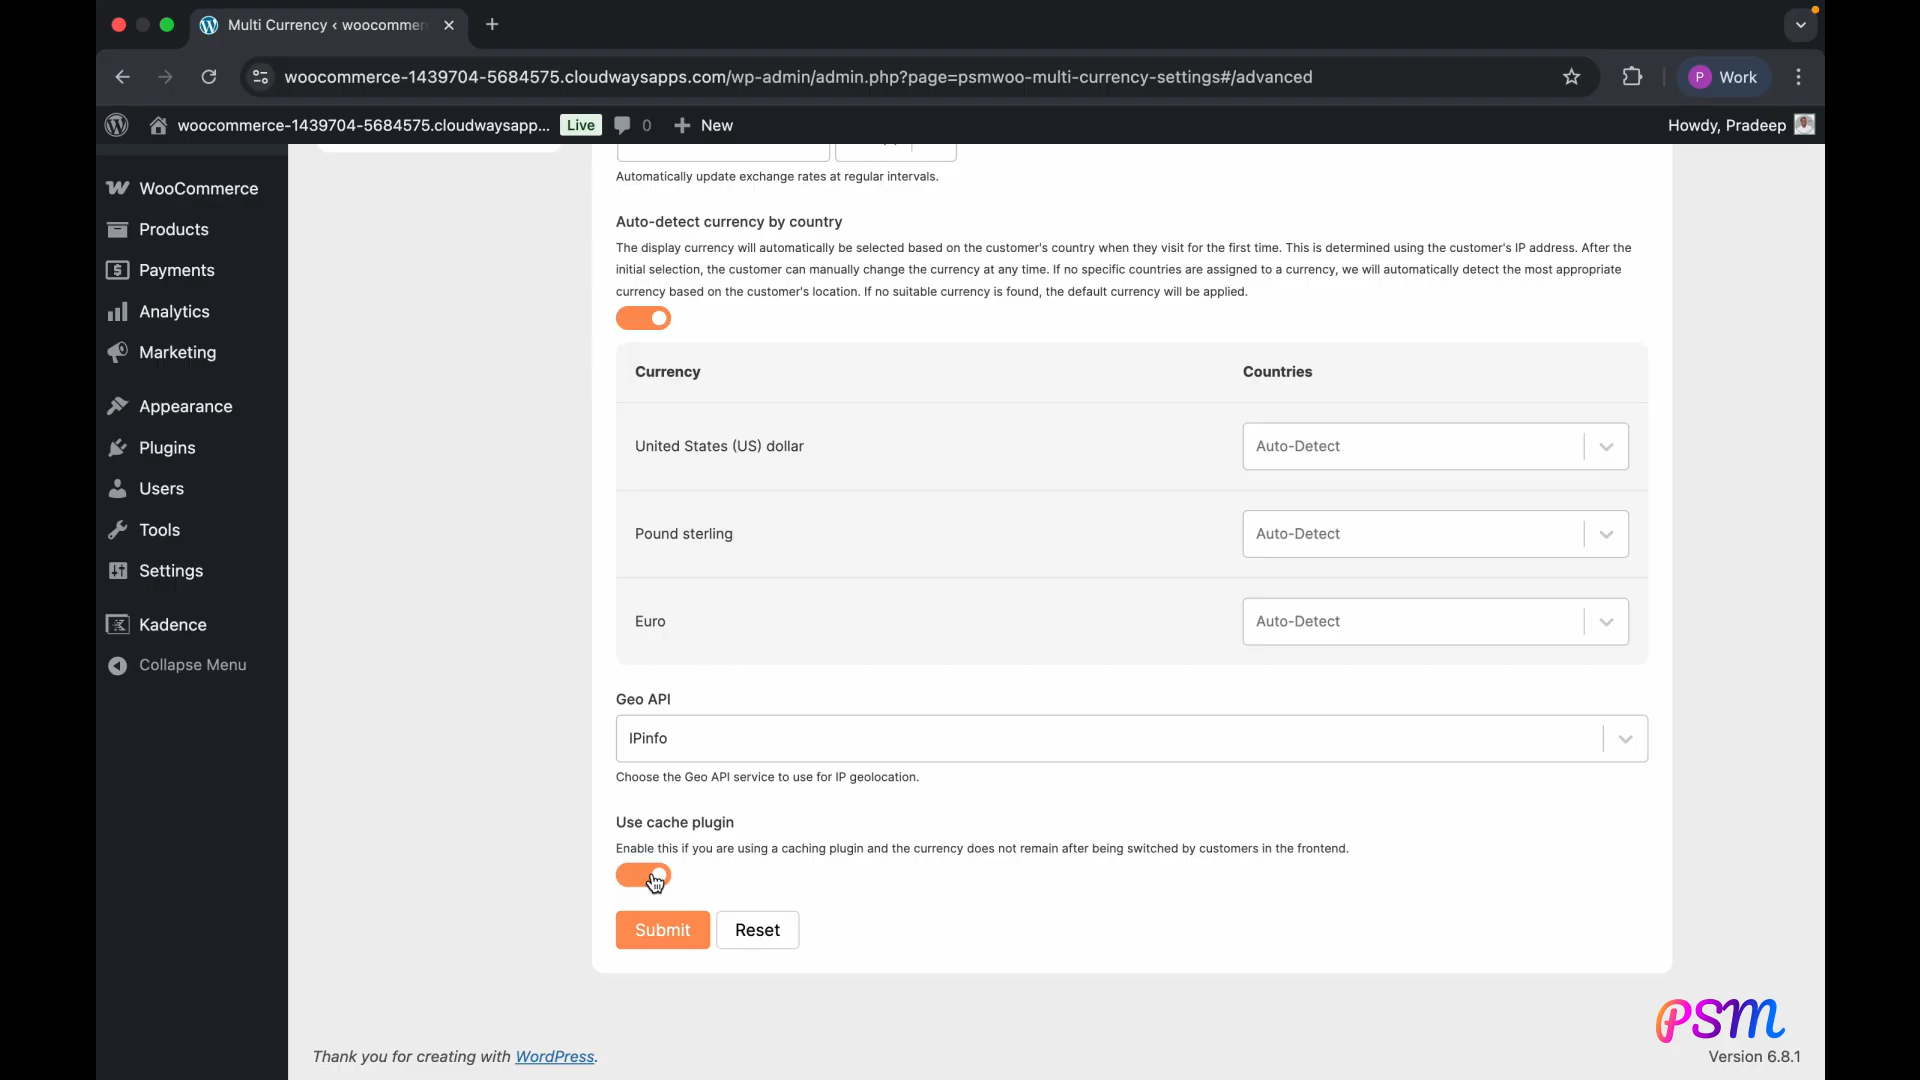 Multi Currency ‹ woocommer
woocommerce-1439704-5684575.cloudwaysapps.com/wp-admin/admin.php?page=psmwoo-multi-currency-settings#/advanced
P Work
woocommerce-1439704-5684575.cloudwaysapp... Live 0 New
Howdy, Pradeep
WooCommerce
Products
Payments
Analytics
Marketing
Appearance
Plugins
Users
Tools
Settings
Kadence
Collapse Menu
Automatically update exchange rates at regular intervals.
Auto-detect currency by country
The display currency will automatically be selected based on the customer's country when they visit for the first time. This is determined using the customer's IP address. After the
initial selection, the customer can manually change the currency at any time. If no specific countries are assigned to a currency, we will automatically detect the most appropriate
currency based on the customer's location. If no suitable currency is found, the default currency will be applied.
Currency Countries
United States (US) dollar Auto-Detect
Pound sterling Auto-Detect
Euro Auto-Detect
Geo API
IPinfo
Choose the Geo API service to use for IP geolocation.
Use cache plugin
Enable this if you are using a caching plugin and the currency does not remain after being switched by customers in the frontend.
Submit Reset
PSM
Thank you for creating with WordPress.
Version 6.8.1